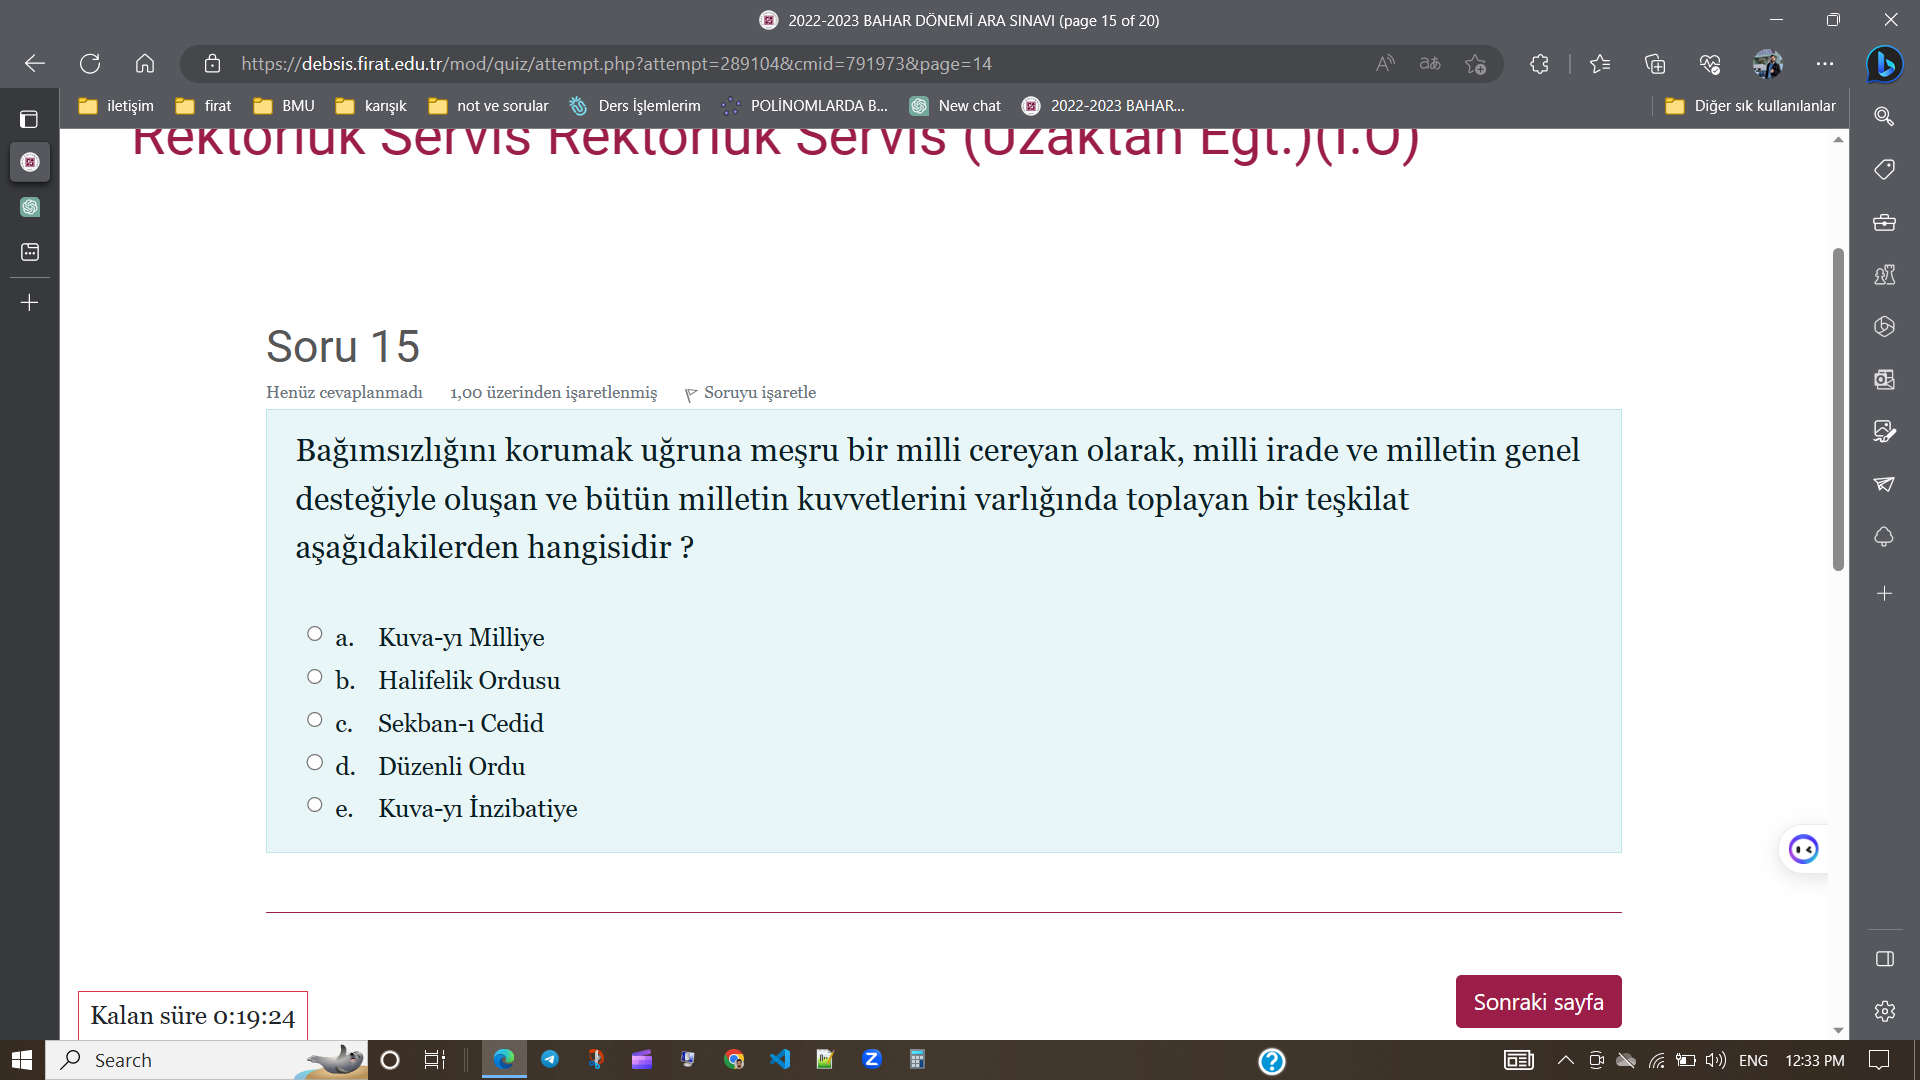 2022-2023 BAHAR DÖNEMİ ARA SINAVI (page 15 of 20)
https://debsis.firat.edu.tr/mod/quiz/attempt.php?attempt=289104&cmid=791973&page=14
iletişim
firat
BMU
karışık
not ve sorular
Ders İşlemlerim
POLİNOMLARDA B...
New chat
2022-2023 BAHAR...
Diğer sık kullanılanlar
Rektörlük Servis Rektörlük Servis (Uzaktan Eğt.)(İ.Ö)
Soru 15
Henüz cevaplanmadı
1,00 üzerinden işaretlenmiş
Soruyu işaretle
Bağımsızlığını korumak uğruna meşru bir milli cereyan olarak, milli irade ve milletin genel
desteğiyle oluşan ve bütün milletin kuvvetlerini varlığında toplayan bir teşkilat
aşağıdakilerden hangisidir ?
a. Kuva-yı Milliye
b. Halifelik Ordusu
c. Sekban-ı Cedid
d. Düzenli Ordu
e. Kuva-yı İnzibatiye
Sonraki sayfa
Kalan süre 0:19:24
Search
ENG
12:33 PM